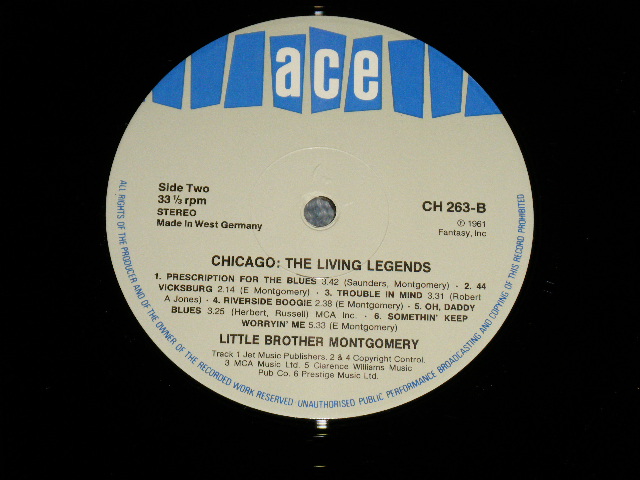 ace
Side Two
33 ⅓ rpm
STEREO
Made in West Germany
CH 263-B
℗ 1961
Fantasy, Inc
CHICAGO: THE LIVING LEGENDS
1. PRESCRIPTION FOR THE BLUES 3.42 (Saunders, Montgomery) · 2. 44
VICKSBURG 2.14 (E Montgomery) · 3. TROUBLE IN MIND 3.31 (Robert
A Jones) · 4. RIVERSIDE BOOGIE 2.38 (E Montgomery) · 5. OH, DADDY
BLUES 3.25 (Herbert, Russell) MCA Inc. · 6. SOMETHIN' KEEP
WORRYIN' ME 5.33 (E Montgomery)
LITTLE BROTHER MONTGOMERY
Track 1 Jet Music Publishers. 2 & 4 Copyright Control.
3 MCA Music Ltd. 5 Clarence Williams Music
Pub Co. 6 Prestige Music Ltd.
ALL RIGHTS OF THE PRODUCER AND OF THE OWNER OF THE RECORDED WORK RESERVED. UNAUTHORISED PUBLIC PERFORMANCE BROADCASTING AND COPYING OF THIS RECORD PROHIBITED